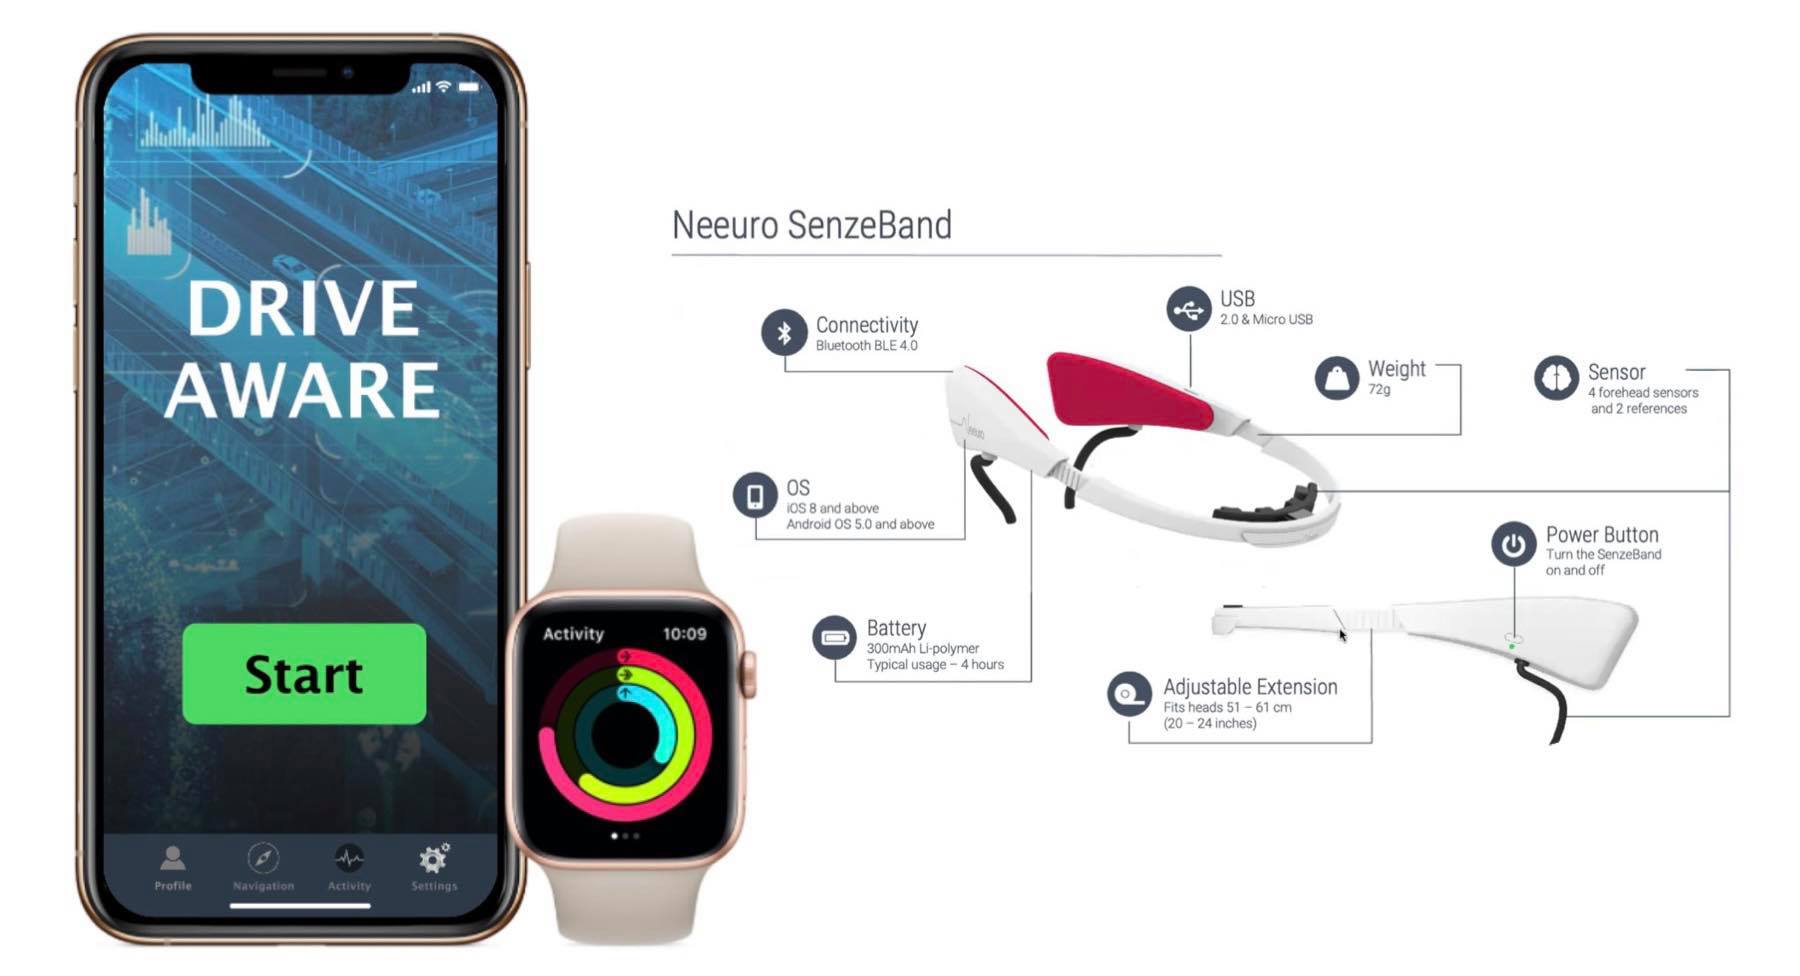 DRIVE
AWARE
Start
Profile
Navigation
Activity
Settings
Activity 10:09
Neeuro SenzeBand
Connectivity
Bluetooth BLE 4.0
USB
2.0 & Micro USB
Weight
72g
Sensor
4 forehead sensors
and 2 references
Neeuro
OS
iOS 8 and above
Android OS 5.0 and above
Power Button
Turn the SenzeBand
on and off
Battery
300mAh Li-polymer
Typical usage – 4 hours
Adjustable Extension
Fits heads 51 – 61 cm
(20 – 24 inches)